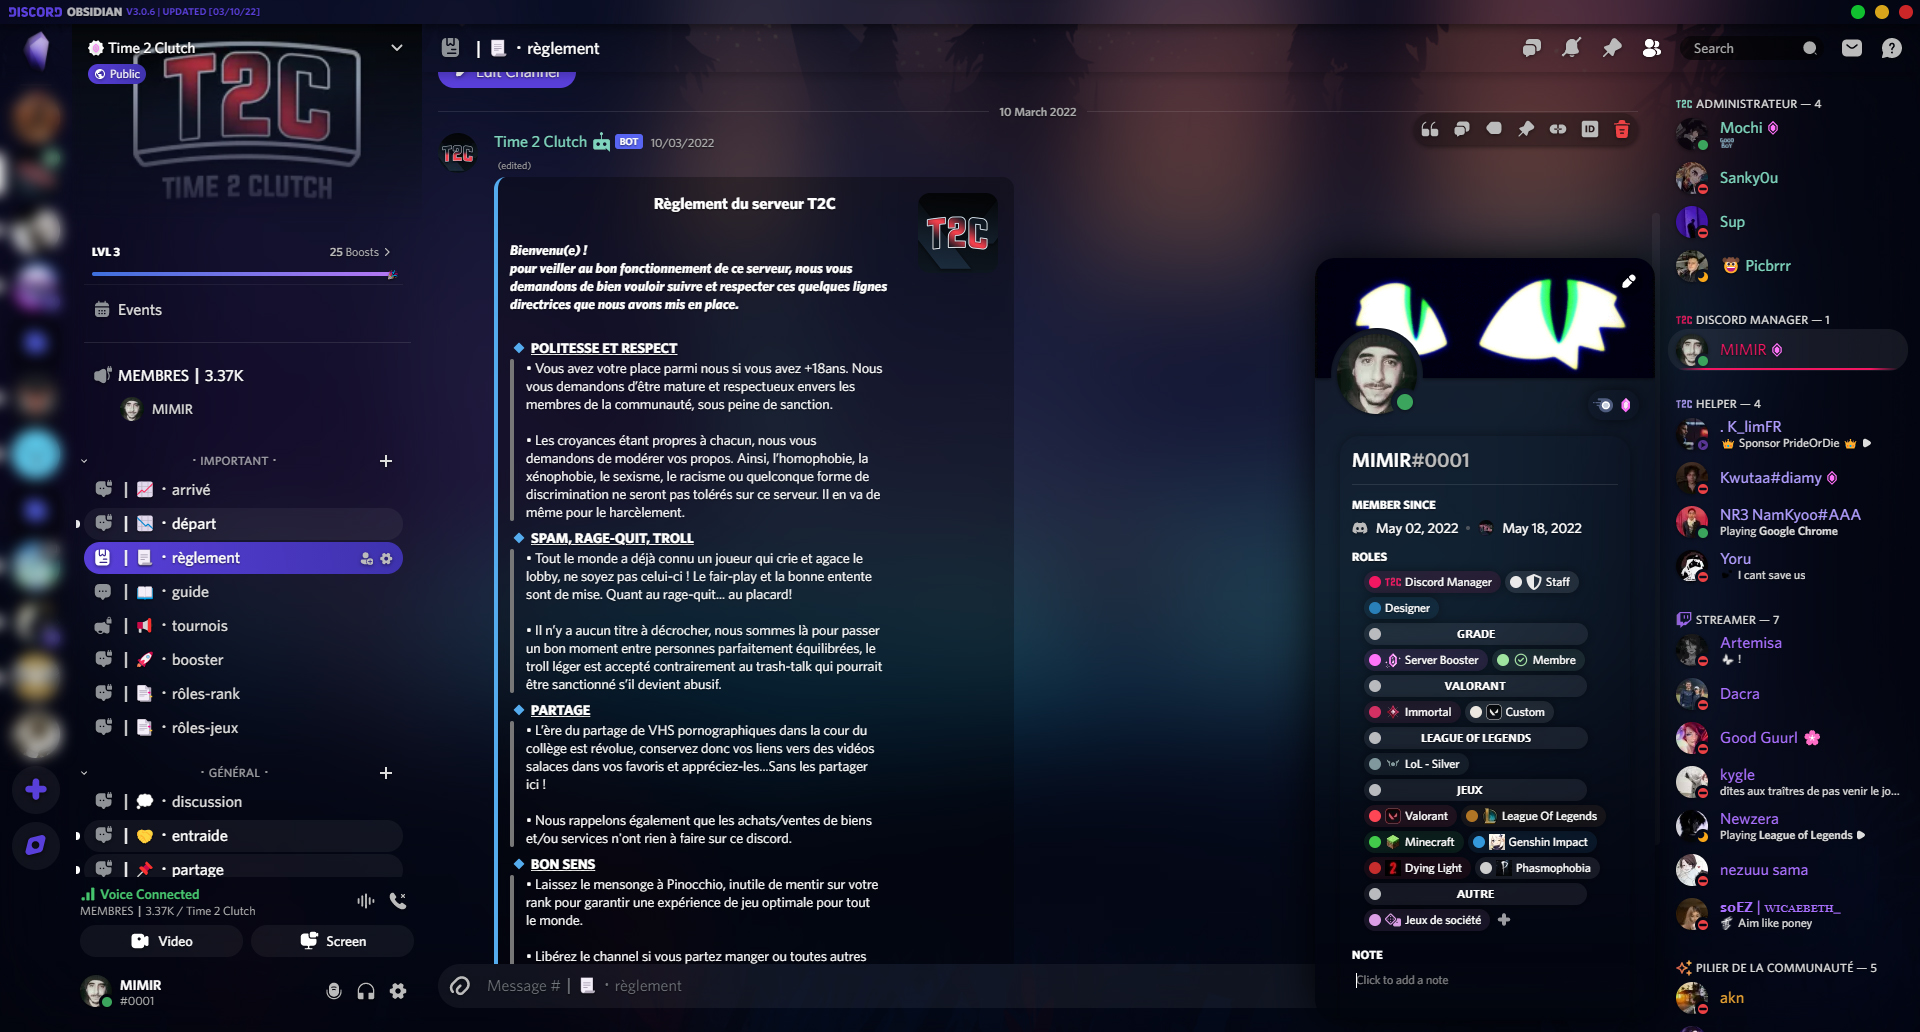 DISCORD OBSIDIAN V3.0.6 | UPDATED [03/10/22]
Time 2 Clutch
Public
T2C
TIME 2 CLUTCH
LVL 3
25 Boosts
Events
MEMBRES | 3.37K
MIMIR
· IMPORTANT ·
| · arrivé
| · départ
| · règlement
| · guide
| · tournois
| · booster
| · rôles-rank
| · rôles-jeux
· GÉNÉRAL ·
| · discussion
| · entraide
| · partage
Voice Connected
MEMBRES | 3.37K / Time 2 Clutch
Video
Screen
MIMIR
#0001
| · règlement
Search
Edit Channel
10 March 2022
ID
T2C
Time 2 Clutch BOT 10/03/2022
(edited)
Règlement du serveur T2C
T2C
Bienvenu(e) !
pour veiller au bon fonctionnement de ce serveur, nous vous
demandons de bien vouloir suivre et respecter ces quelques lignes
directrices que nous avons mis en place.
POLITESSE ET RESPECT
• Vous avez votre place parmi nous si vous avez +18ans. Nous
vous demandons d'être mature et respectueux envers les
membres de la communauté, sous peine de sanction.
• Les croyances étant propres à chacun, nous vous
demandons de modérer vos propos. Ainsi, l'homophobie, la
xénophobie, le sexisme, le racisme ou quelconque forme de
discrimination ne seront pas tolérés sur ce serveur. Il en va de
même pour le harcèlement.
SPAM, RAGE-QUIT, TROLL
• Tout le monde a déjà connu un joueur qui crie et agace le
lobby, ne soyez pas celui-ci ! Le fair-play et la bonne entente
sont de mise. Quant au rage-quit... au placard!
• Il n'y a aucun titre à décrocher, nous sommes là pour passer
un bon moment entre personnes parfaitement équilibrées, le
troll léger est accepté contrairement au trash-talk qui pourrait
être sanctionné s'il devient abusif.
PARTAGE
• L'ère du partage de VHS pornographiques dans la cour du
collège est révolue, conservez donc vos liens vers des vidéos
salaces dans vos favoris et appréciez-les...Sans les partager
ici !
• Nous rappelons également que les achats/ventes de biens
et/ou services n'ont rien à faire sur ce discord.
BON SENS
• Laissez le mensonge à Pinocchio, inutile de mentir sur votre
rank pour garantir une expérience de jeu optimale pour tout
le monde.
• Libérez le channel si vous partez manger ou toutes autres
Message # | · règlement
MIMIR#0001
MEMBER SINCE
May 02, 2022 • May 18, 2022
ROLES
T2C Discord Manager
Staff
Designer
GRADE
Server Booster
Membre
VALORANT
Immortal
Custom
LEAGUE OF LEGENDS
LoL - Silver
JEUX
Valorant
League Of Legends
Minecraft
Genshin Impact
Dying Light
Phasmophobia
AUTRE
Jeux de société
NOTE
Click to add a note
T2C ADMINISTRATEUR — 4
Mochi
GOOD BOY
Sanky0u
Sup
Picbrrr
T2C DISCORD MANAGER — 1
MIMIR
T2C HELPER — 4
. K_limFR
Sponsor PrideOrDie
Kwutaa#diamy
NR3 NamKyoo#AAA
Playing Google Chrome
Yoru
I cant save us
STREAMER — 7
Artemisa
!
Dacra
Good Guurl
kygle
dîtes aux traîtres de pas venir le jo...
Newzera
Playing League of Legends
nezuuu sama
soEZ | WICAEBETH_
Aim like poney
PILIER DE LA COMMUNAUTÉ — 5
akn